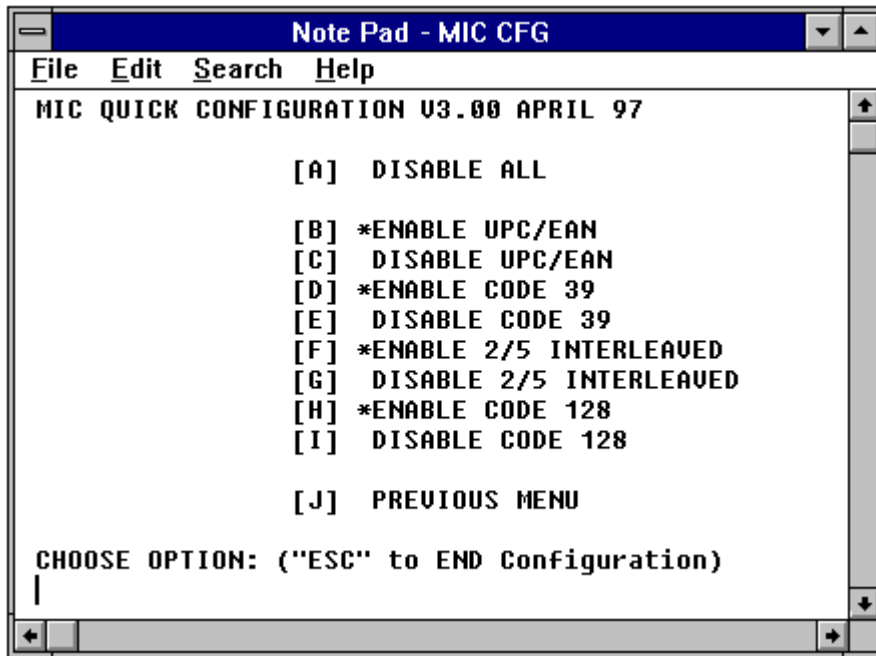 Note Pad - MIC CFG
File Edit Search Help
MIC QUICK CONFIGURATION V3.00 APRIL 97
[A] DISABLE ALL
[B] *ENABLE UPC/EAN
[C] DISABLE UPC/EAN
[D] *ENABLE CODE 39
[E] DISABLE CODE 39
[F] *ENABLE 2/5 INTERLEAVED
[G] DISABLE 2/5 INTERLEAVED
[H] *ENABLE CODE 128
[I] DISABLE CODE 128
[J] PREVIOUS MENU
CHOOSE OPTION: ("ESC" to END Configuration)